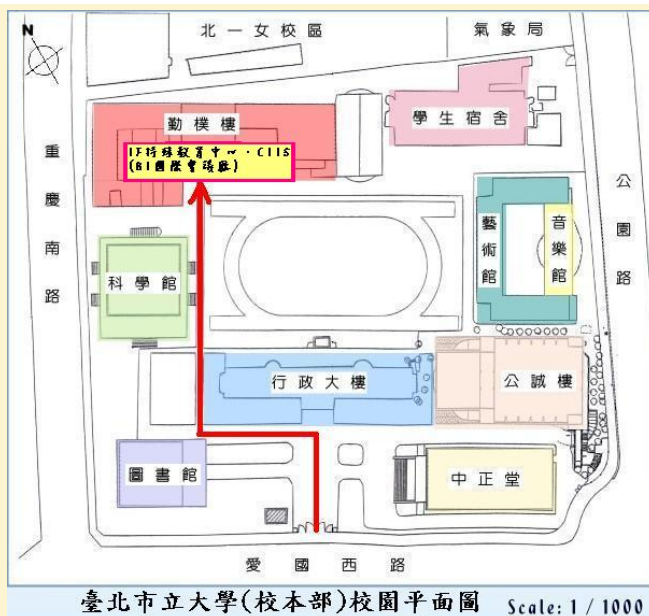 N
北一女校區
氣象局
勤樸樓
1F特殊教育中心·C115
(B1國際會議廳)
學生宿舍
重慶南路
公園路
藝術館
音樂館
科學館
行政大樓
公誠樓
圖書館
中正堂
愛國西路
臺北市立大學(校本部)校園平面圖 Scale: 1 / 1000